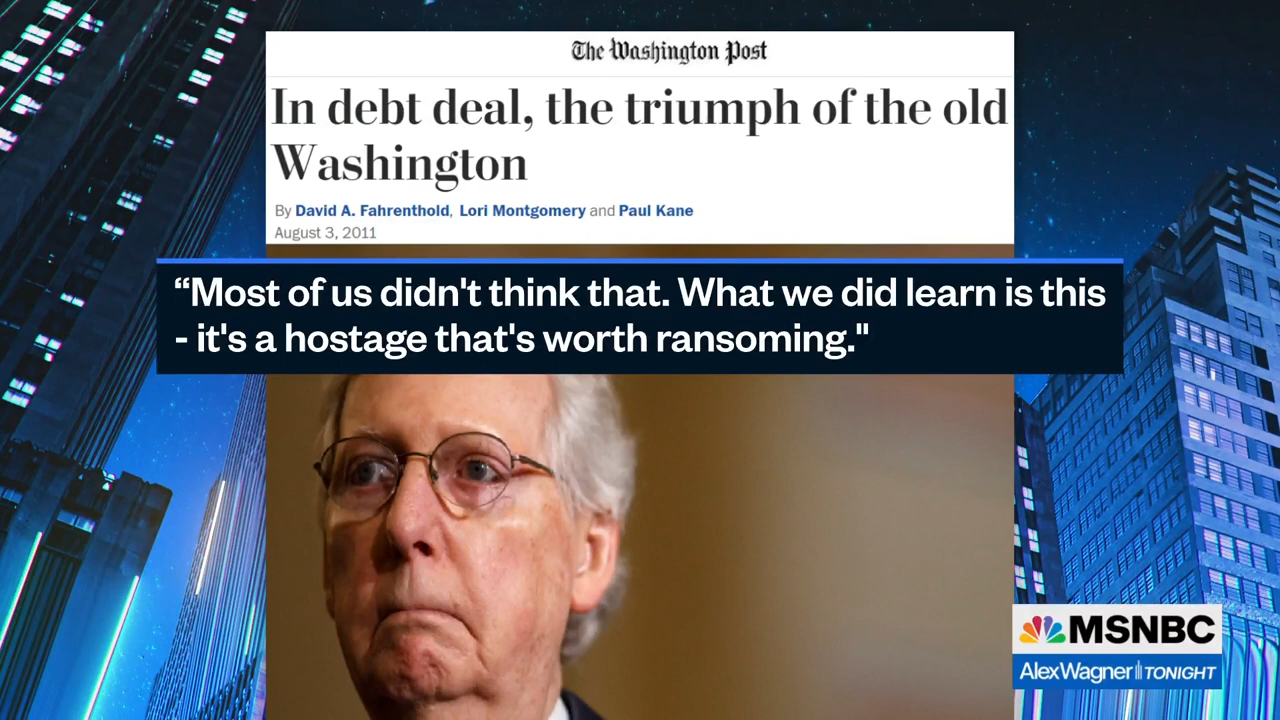 The Washington Post
In debt deal, the triumph of the old
Washington
By David A. Fahrenthold, Lori Montgomery and Paul Kane
August 3, 2011
“Most of us didn't think that. What we did learn is this
- it's a hostage that's worth ransoming."
MSNBC
AlexWagner TONIGHT